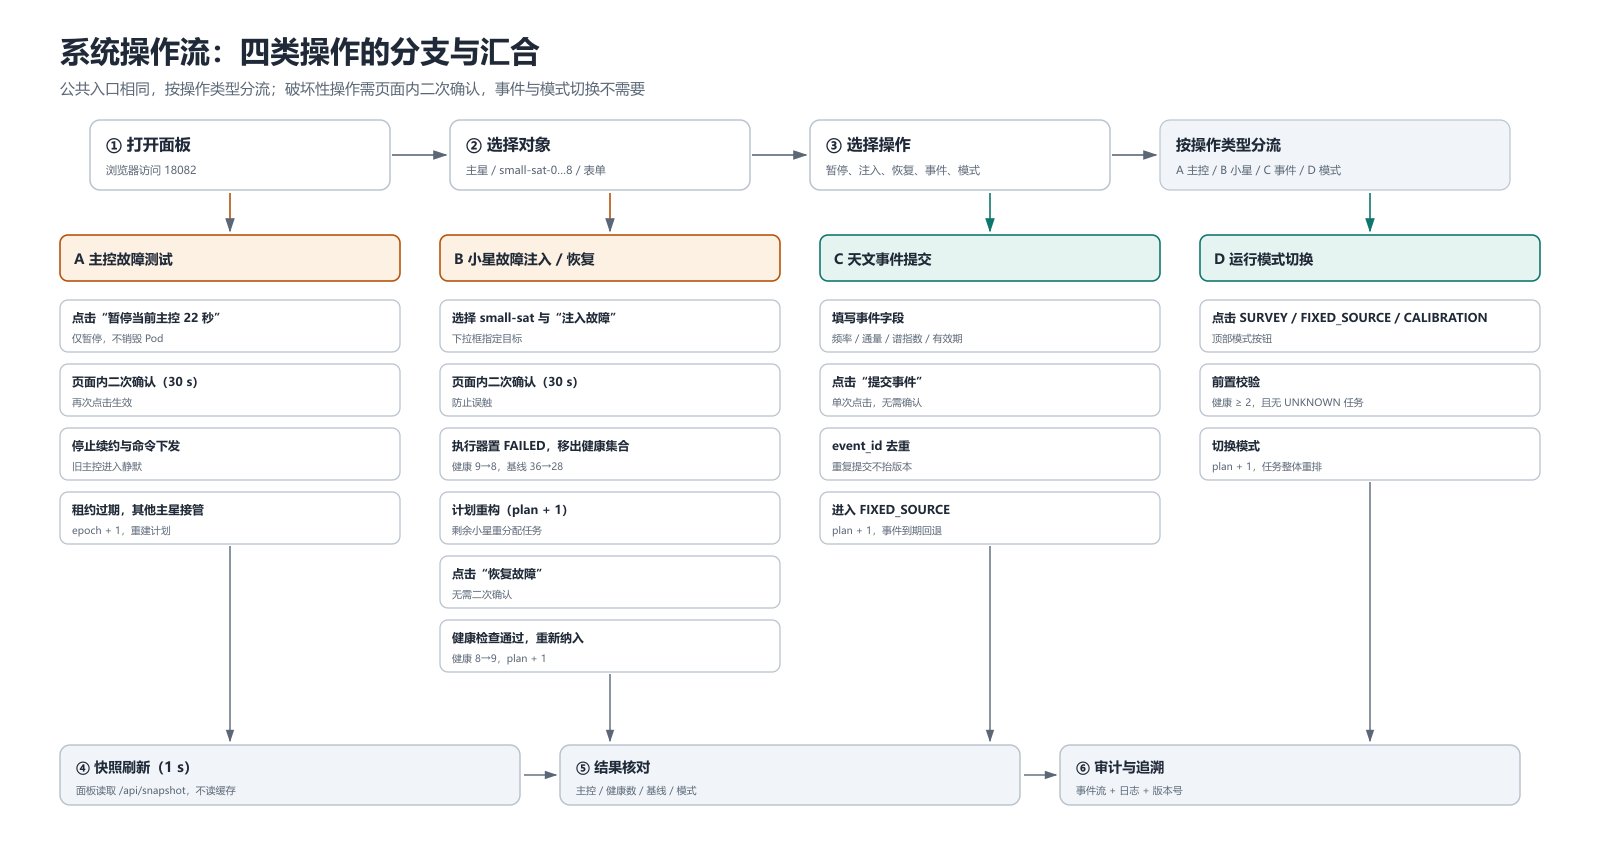 系统操作流：四类操作的分支与汇合
公共入口相同，按操作类型分流；破坏性操作需页面内二次确认，事件与模式切换不需要
① 打开面板
浏览器访问 18082
② 选择对象
主星 / small-sat-0…8 / 表单
③ 选择操作
暂停、注入、恢复、事件、模式
按操作类型分流
A 主控 / B 小星 / C 事件 / D 模式
A 主控故障测试
点击“暂停当前主控 22 秒”
仅暂停，不销毁 Pod
页面内二次确认（30 s）
再次点击生效
停止续约与命令下发
旧主控进入静默
租约过期，其他主星接管
epoch + 1，重建计划
B 小星故障注入 / 恢复
选择 small-sat 与“注入故障”
下拉框指定目标
页面内二次确认（30 s）
防止误触
执行器置 FAILED，移出健康集合
健康 9→8，基线 36→28
计划重构（plan + 1）
剩余小星重分配任务
点击“恢复故障”
无需二次确认
健康检查通过，重新纳入
健康 8→9，plan + 1
C 天文事件提交
填写事件字段
频率 / 通量 / 谱指数 / 有效期
点击“提交事件”
单次点击，无需确认
event_id 去重
重复提交不抬版本
进入 FIXED_SOURCE
plan + 1，事件到期回退
D 运行模式切换
点击 SURVEY / FIXED_SOURCE / CALIBRATION
顶部模式按钮
前置校验
健康 ≥ 2，且无 UNKNOWN 任务
切换模式
plan + 1，任务整体重排
④ 快照刷新（1 s）
面板读取 /api/snapshot，不读缓存
⑤ 结果核对
主控 / 健康数 / 基线 / 模式
⑥ 审计与追溯
事件流 + 日志 + 版本号